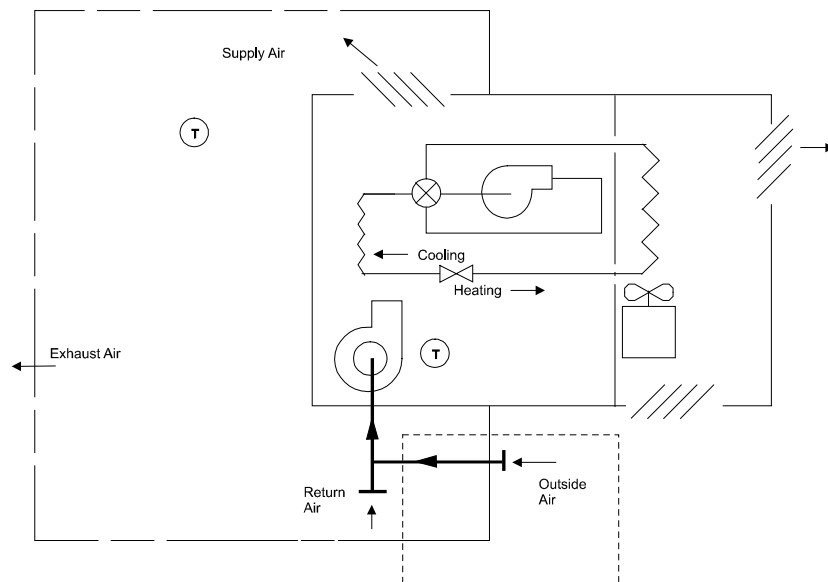 Supply Air
T
Cooling
Heating
Exhaust Air
T
Return
Air
Outside
Air